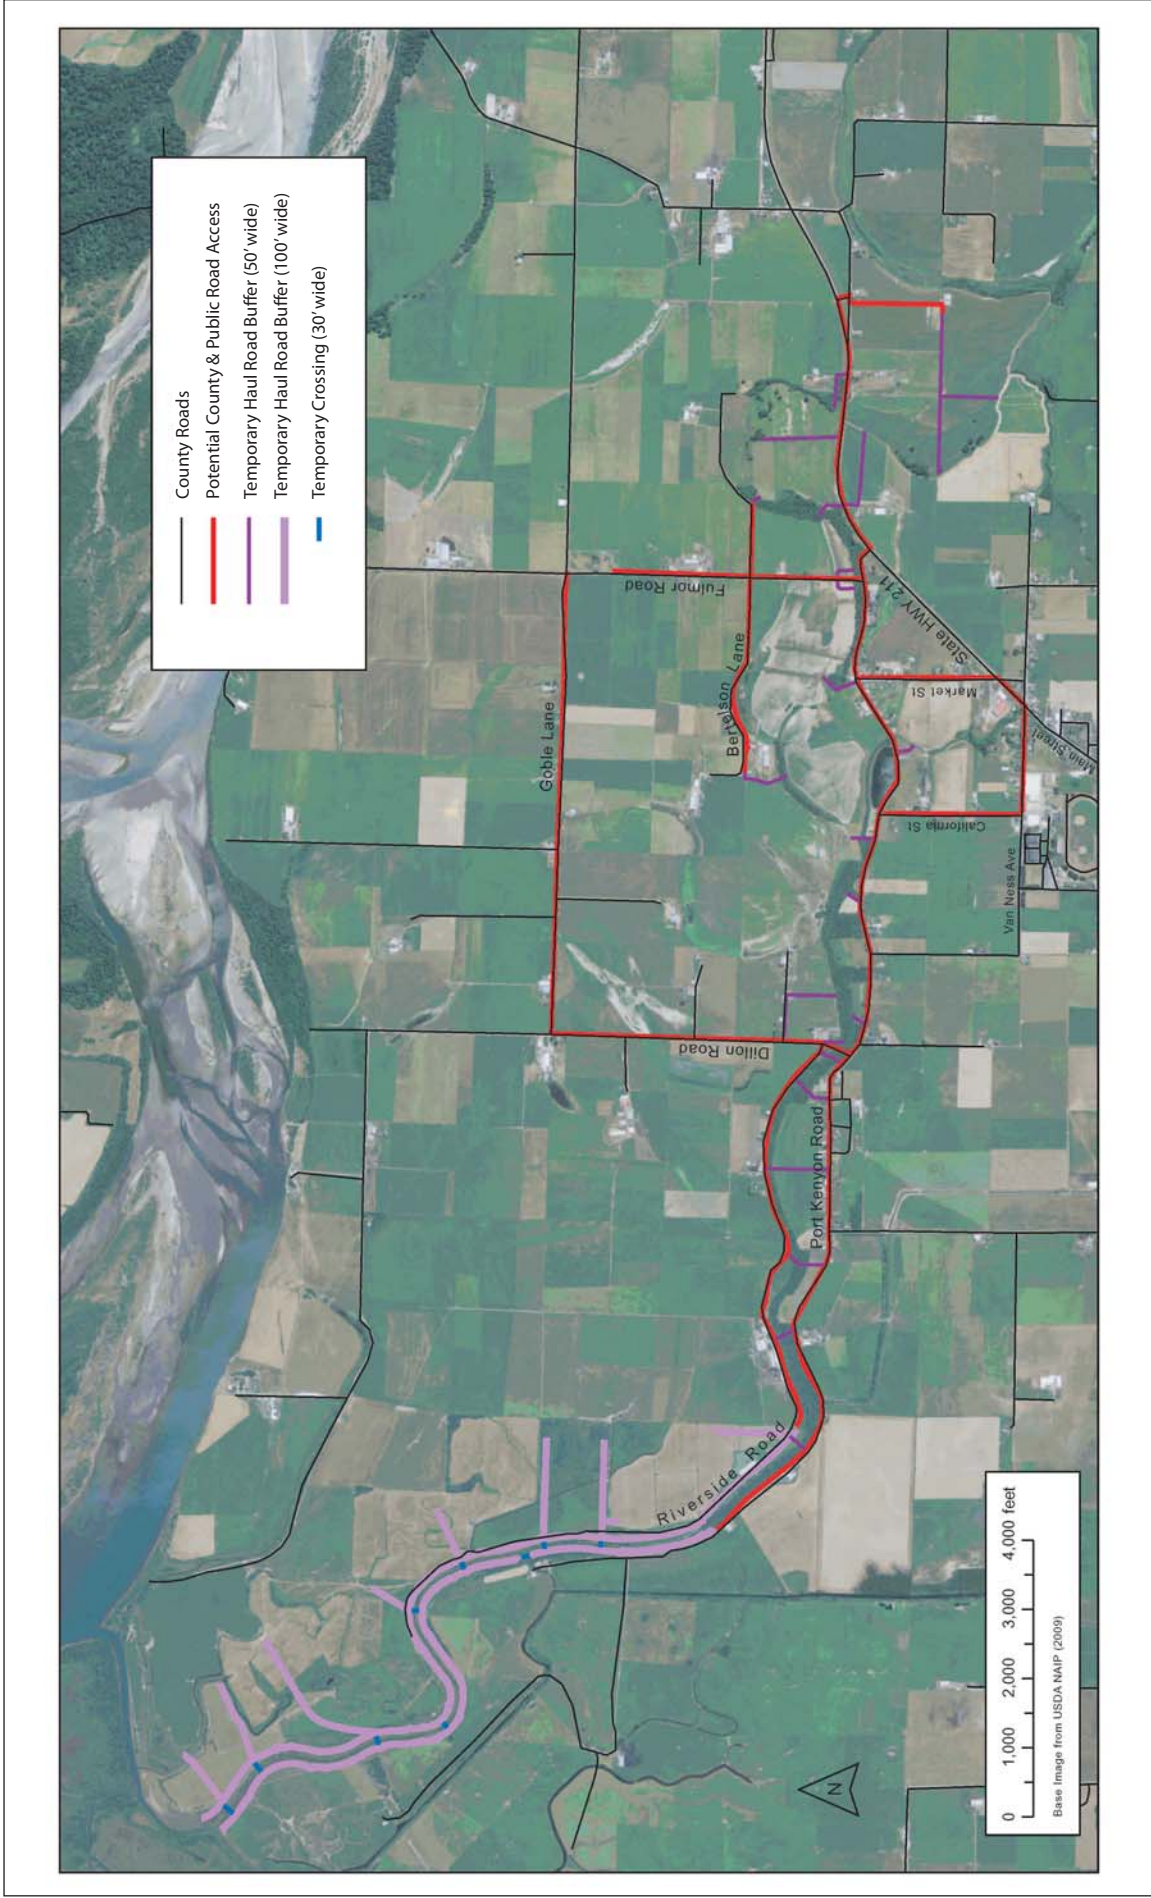 County Roads
Potential County & Public Road Access
Temporary Haul Road Buffer (50' wide)
Temporary Haul Road Buffer (100' wide)
Temporary Crossing (30' wide)
Goble Lane
Fulmor Road
Bertelson Lane
State HWY 211
Market St
Main Street
California St
Van Ness Ave
Dillon Road
Port Kenyon Road
Riverside Road
N
0 1,000 2,000 3,000 4,000 feet
Base Image from USDA NAIP (2009)